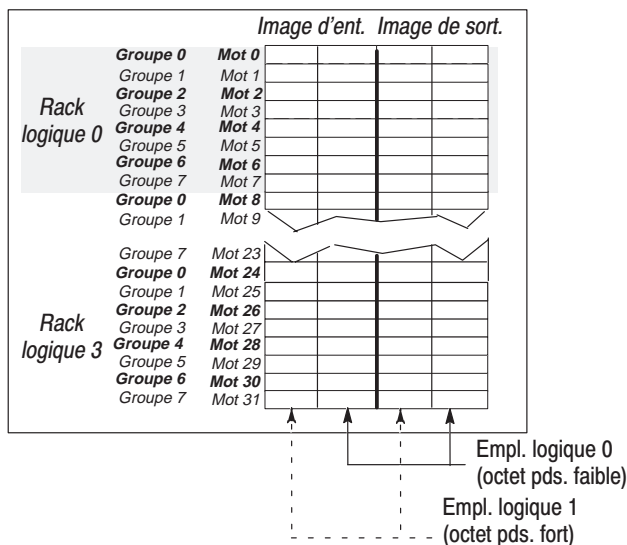 Image d'ent. Image de sort.
Groupe 0 Mot 0
Groupe 1 Mot 1
Groupe 2 Mot 2
Groupe 3 Mot 3
Rack
logique 0
Groupe 4 Mot 4
Groupe 5 Mot 5
Groupe 6 Mot 6
Groupe 7 Mot 7
Groupe 0 Mot 8
Groupe 1 Mot 9
Groupe 7 Mot 23
Groupe 0 Mot 24
Groupe 1 Mot 25
Groupe 2 Mot 26
Groupe 3 Mot 27
Rack
logique 3
Groupe 4 Mot 28
Groupe 5 Mot 29
Groupe 6 Mot 30
Groupe 7 Mot 31
Empl. logique 0
(octet pds. faible)
Empl. logique 1
(octet pds. fort)